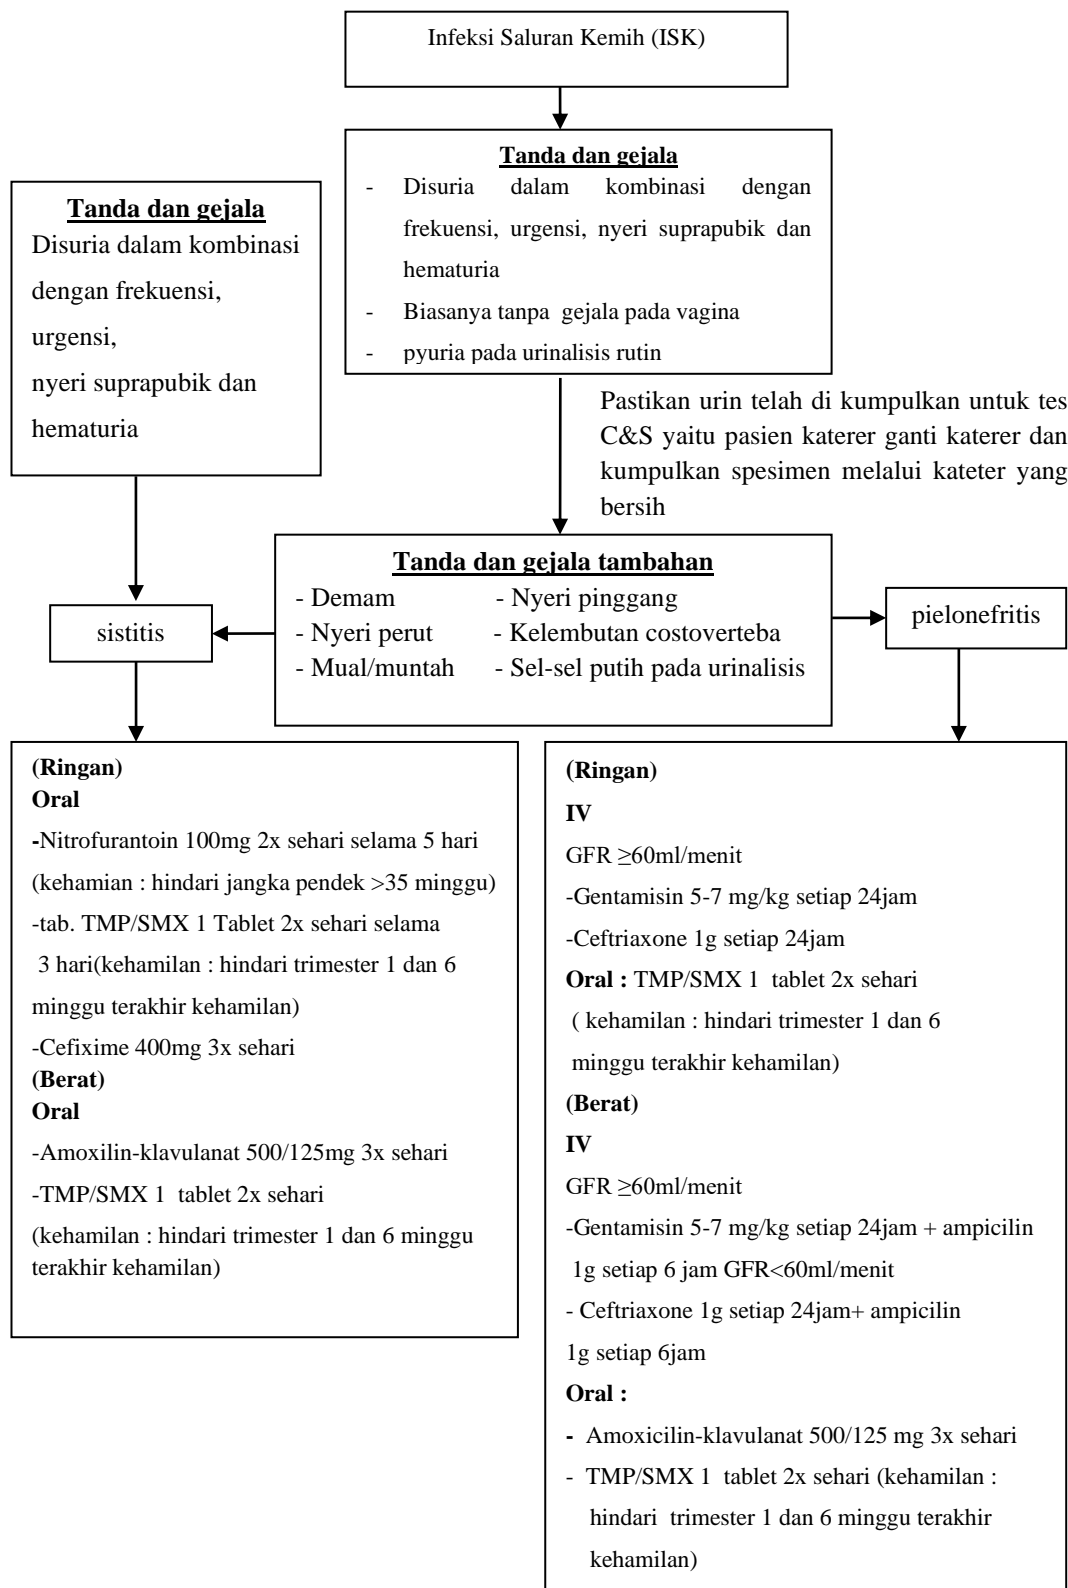 Infeksi Saluran Kemih (ISK)
Tanda dan gejala
- Disuria dalam kombinasi dengan
frekuensi, urgensi, nyeri suprapubik dan
hematuria
- Biasanya tanpa gejala pada vagina
- pyuria pada urinalisis rutin
Tanda dan gejala
Disuria dalam kombinasi
dengan frekuensi,
urgensi,
nyeri suprapubik dan
hematuria
Pastikan urin telah di kumpulkan untuk tes
C&S yaitu pasien katerer ganti katerer dan
kumpulkan spesimen melalui kateter yang
bersih
Tanda dan gejala tambahan
- Demam - Nyeri pinggang
- Nyeri perut - Kelembutan costoverteba
- Mual/muntah - Sel-sel putih pada urinalisis
sistitis
pielonefritis
(Ringan)
Oral
-Nitrofurantoin 100mg 2x sehari selama 5 hari
(kehamian : hindari jangka pendek >35 minggu)
-tab. TMP/SMX 1 Tablet 2x sehari selama
3 hari(kehamilan : hindari trimester 1 dan 6
minggu terakhir kehamilan)
-Cefixime 400mg 3x sehari
(Berat)
Oral
-Amoxilin-klavulanat 500/125mg 3x sehari
-TMP/SMX 1 tablet 2x sehari
(kehamilan : hindari trimester 1 dan 6 minggu
terakhir kehamilan)
(Ringan)
IV
GFR ≥60ml/menit
-Gentamisin 5-7 mg/kg setiap 24jam
-Ceftriaxone 1g setiap 24jam
Oral : TMP/SMX 1 tablet 2x sehari
( kehamilan : hindari trimester 1 dan 6
minggu terakhir kehamilan)
(Berat)
IV
GFR ≥60ml/menit
-Gentamisin 5-7 mg/kg setiap 24jam + ampicilin
1g setiap 6 jam GFR<60ml/menit
- Ceftriaxone 1g setiap 24jam+ ampicilin
1g setiap 6jam
Oral :
- Amoxicilin-klavulanat 500/125 mg 3x sehari
- TMP/SMX 1 tablet 2x sehari (kehamilan :
hindari trimester 1 dan 6 minggu terakhir
kehamilan)